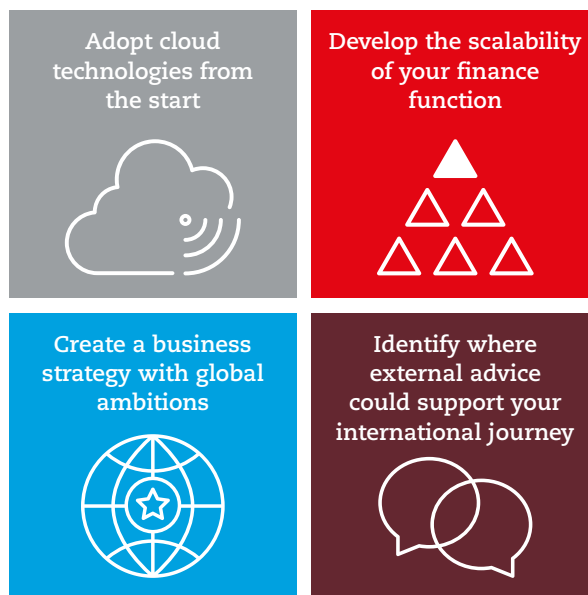 Adopt cloud
technologies from
the start
Develop the scalability
of your finance
function
Create a business
strategy with global
ambitions
Identify where
external advice
could support your
international journey